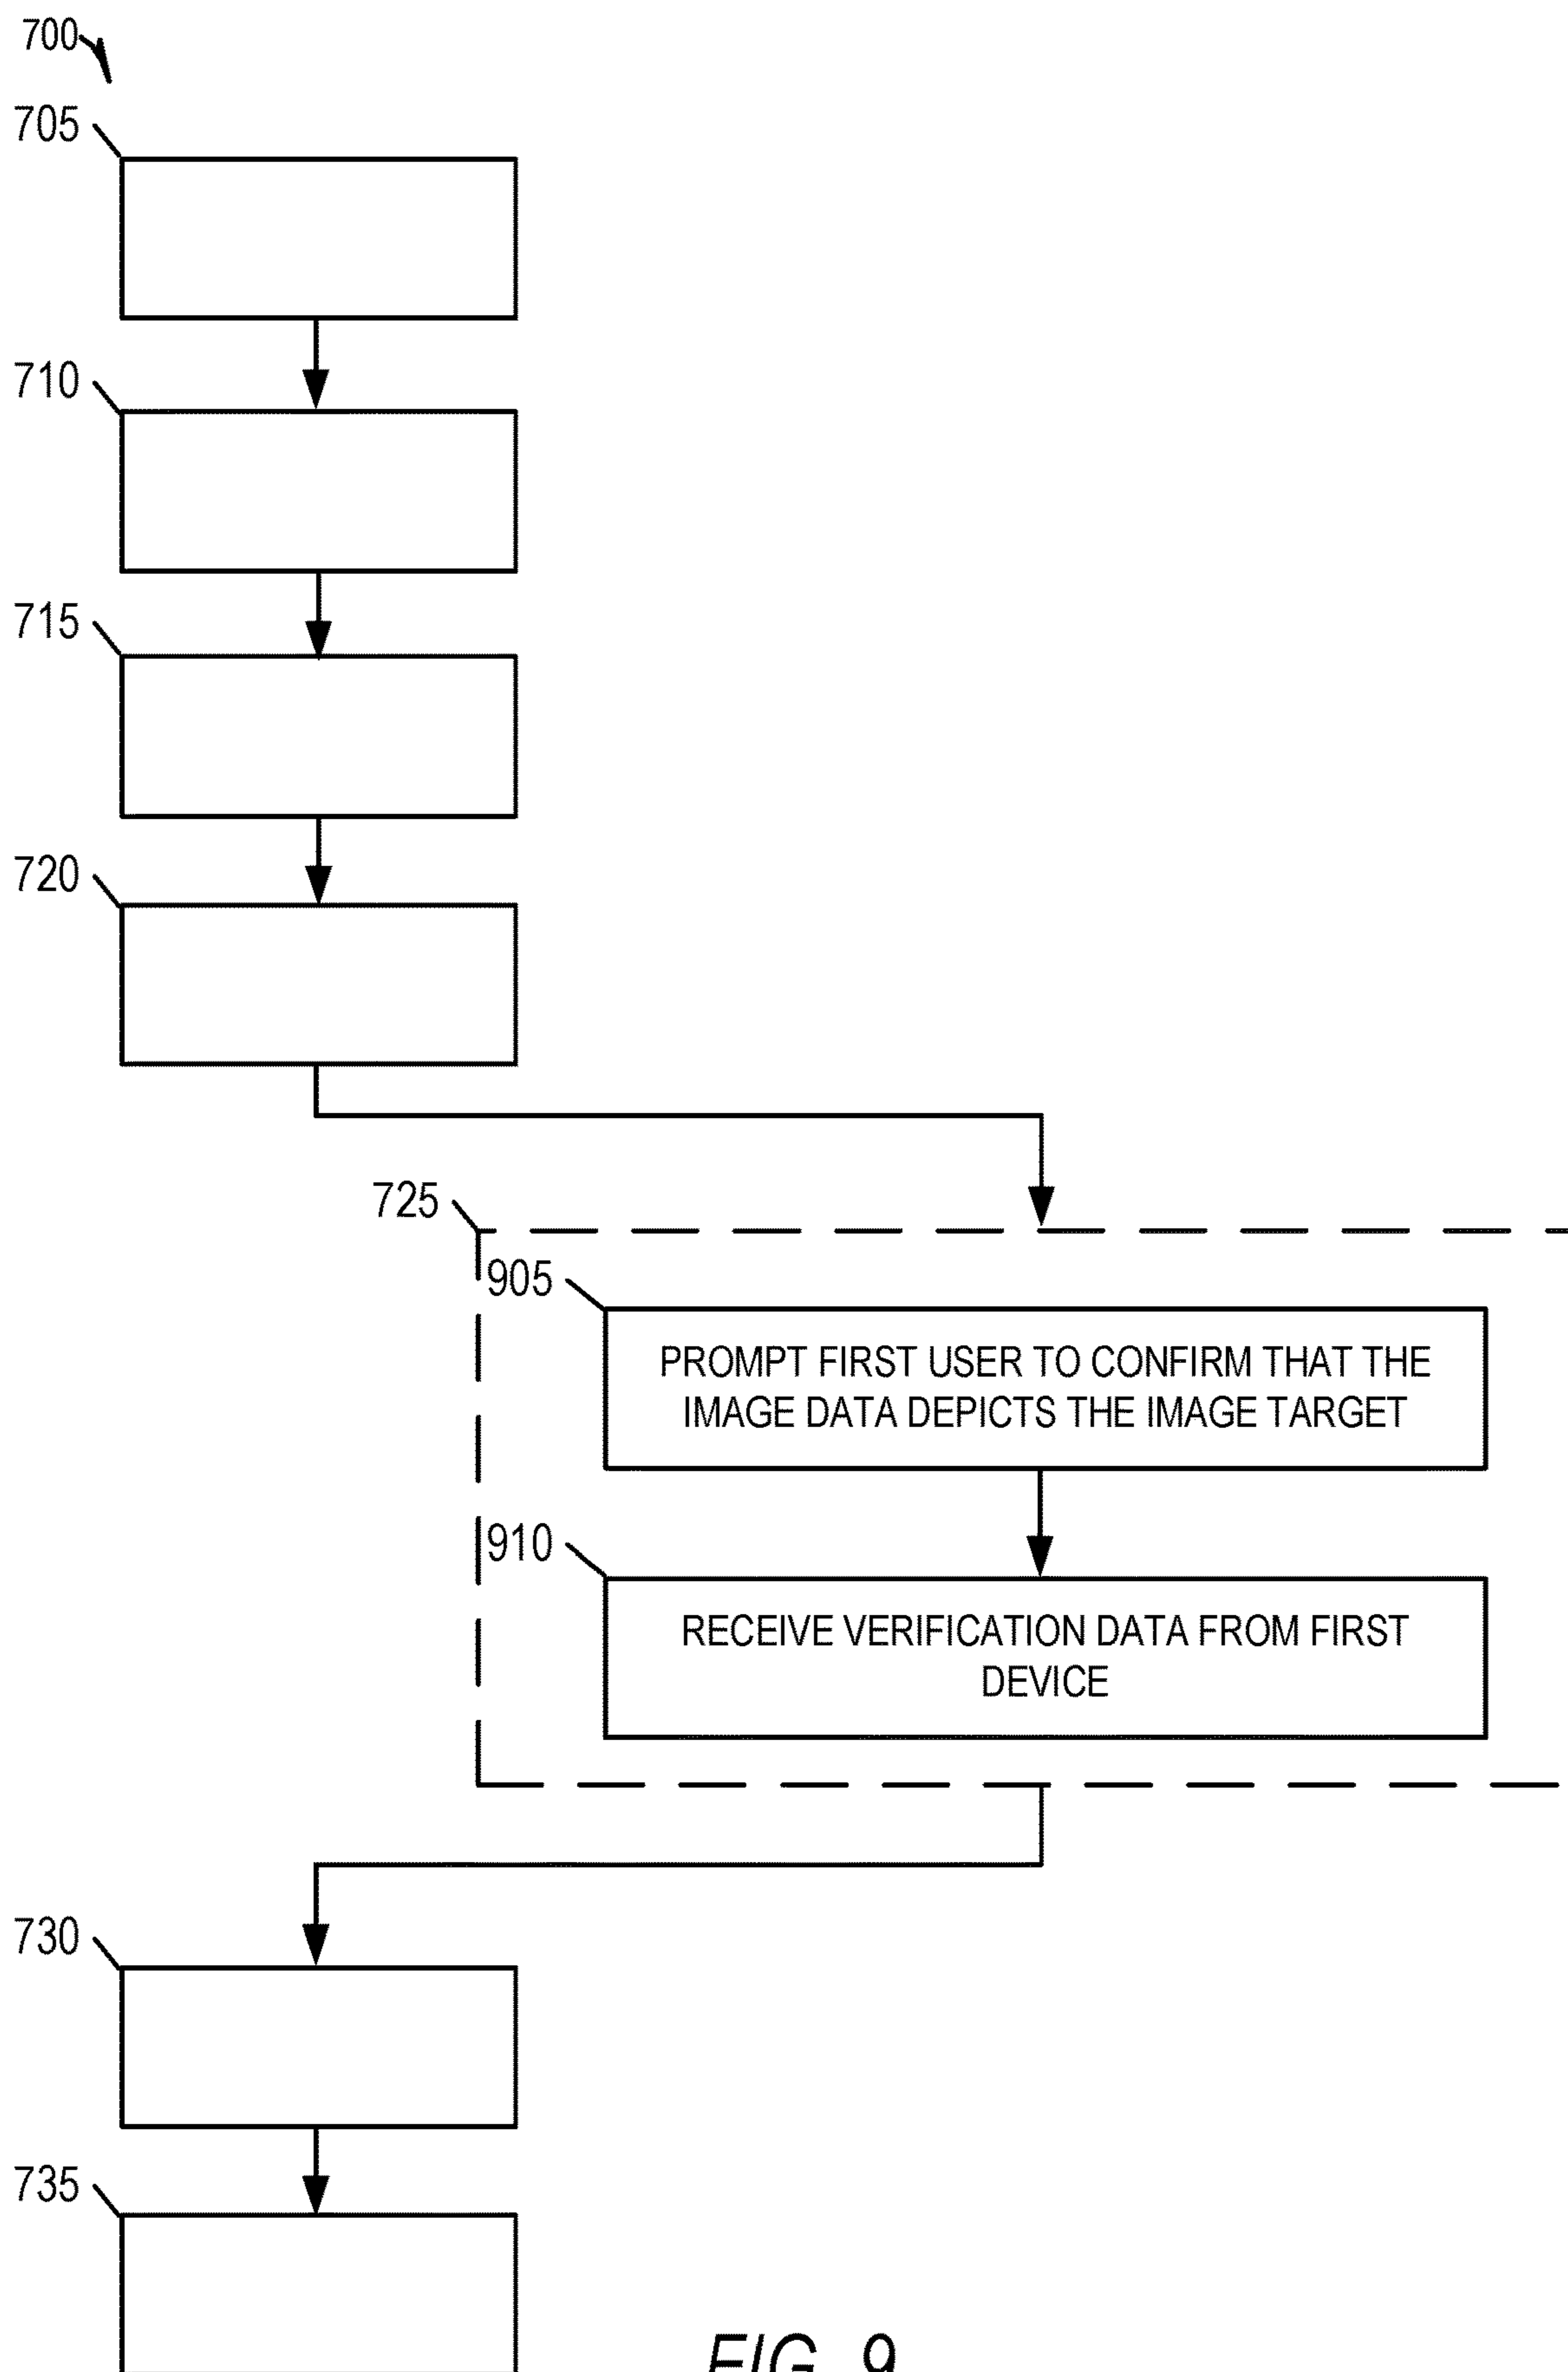 700
705
710
715
720
725
905
PROMPT FIRST USER TO CONFIRM THAT THE
IMAGE DATA DEPICTS THE IMAGE TARGET
910
RECEIVE VERIFICATION DATA FROM FIRST
DEVICE
730
735
FIG. 9